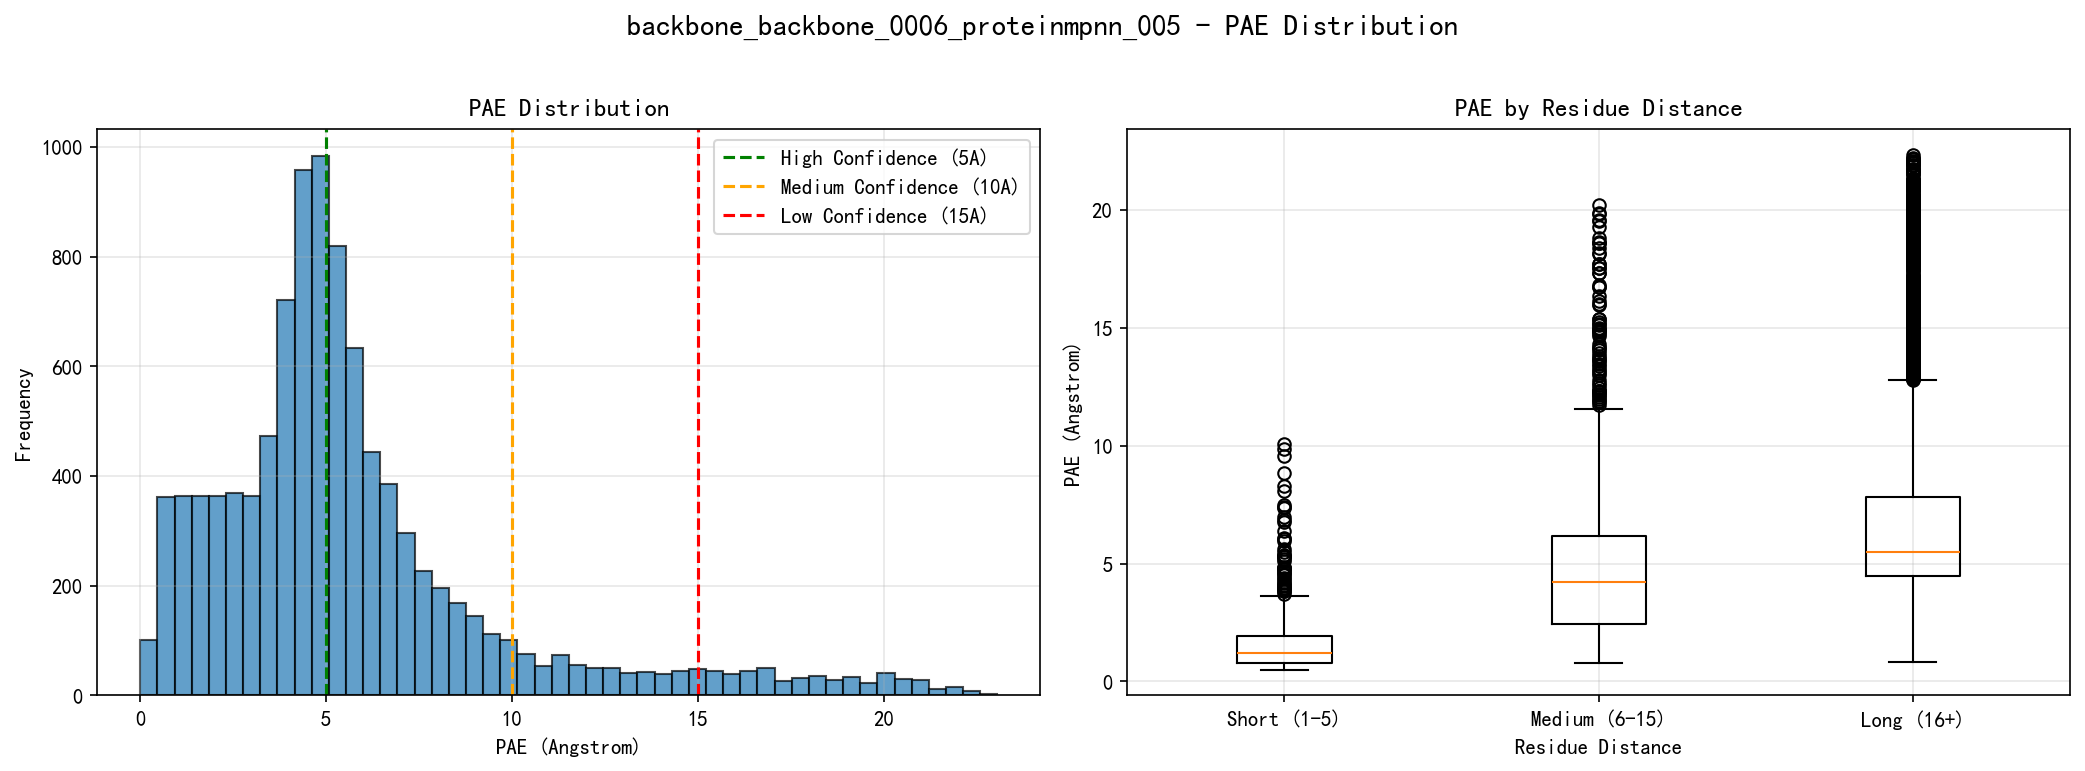 backbone_backbone_0006_proteinmpnn_005 - PAE Distribution
PAE Distribution
1000
800
600
400
200
0
Frequency
0
5
10
15
20
PAE (Angstrom)
High Confidence (5A)
Medium Confidence (10A)
Low Confidence (15A)
PAE by Residue Distance
20
15
10
5
0
PAE (Angstrom)
Short (1-5)
Medium (6-15)
Long (16+)
Residue Distance